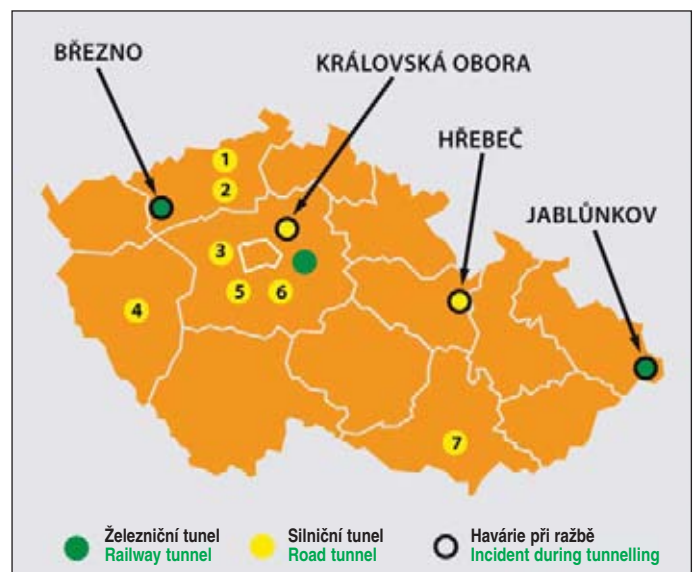 BŘEZNO
KRÁLOVSKÁ OBORA
HŘEBEČ
JABLŮNKOV
1
2
3
4
5
6
7
Železniční tunel
Railway tunnel
Silniční tunel
Road tunnel
Havárie při ražbě
Incident during tunnelling